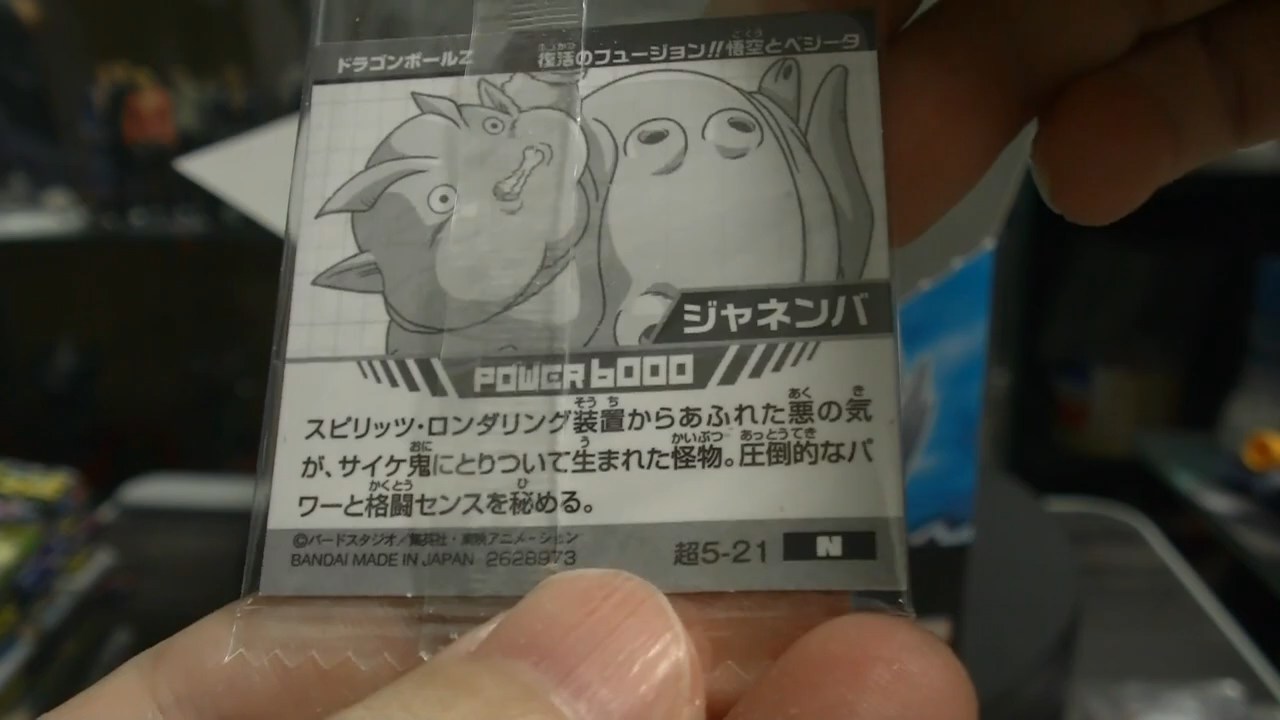 ドラゴンボールZ 復活のフュージョン!!悟空とベジータ
ジャネンバ
POWER 6000
スピリッツ・ロンダリング装置からあふれた悪の気
が、サイケ鬼にとりついて生まれた怪物。圧倒的なパ
ワーと格闘センスを秘める。
©バードスタジオ/集英社・東映アニメーション
BANDAI MADE IN JAPAN 2628973
超5-21 N